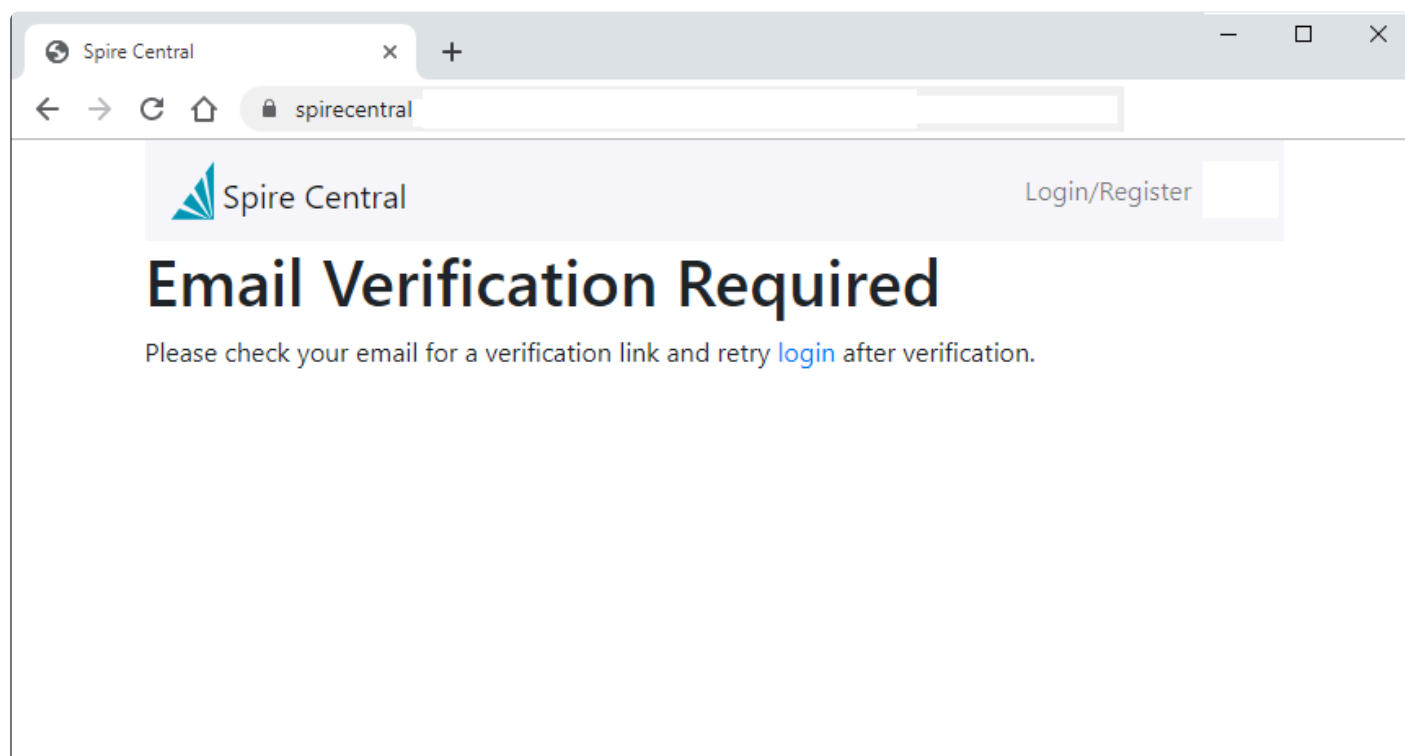 Spire Central
spirecentral
Spire Central
Login/Register
Email Verification Required
Please check your email for a verification link and retry login after verification.